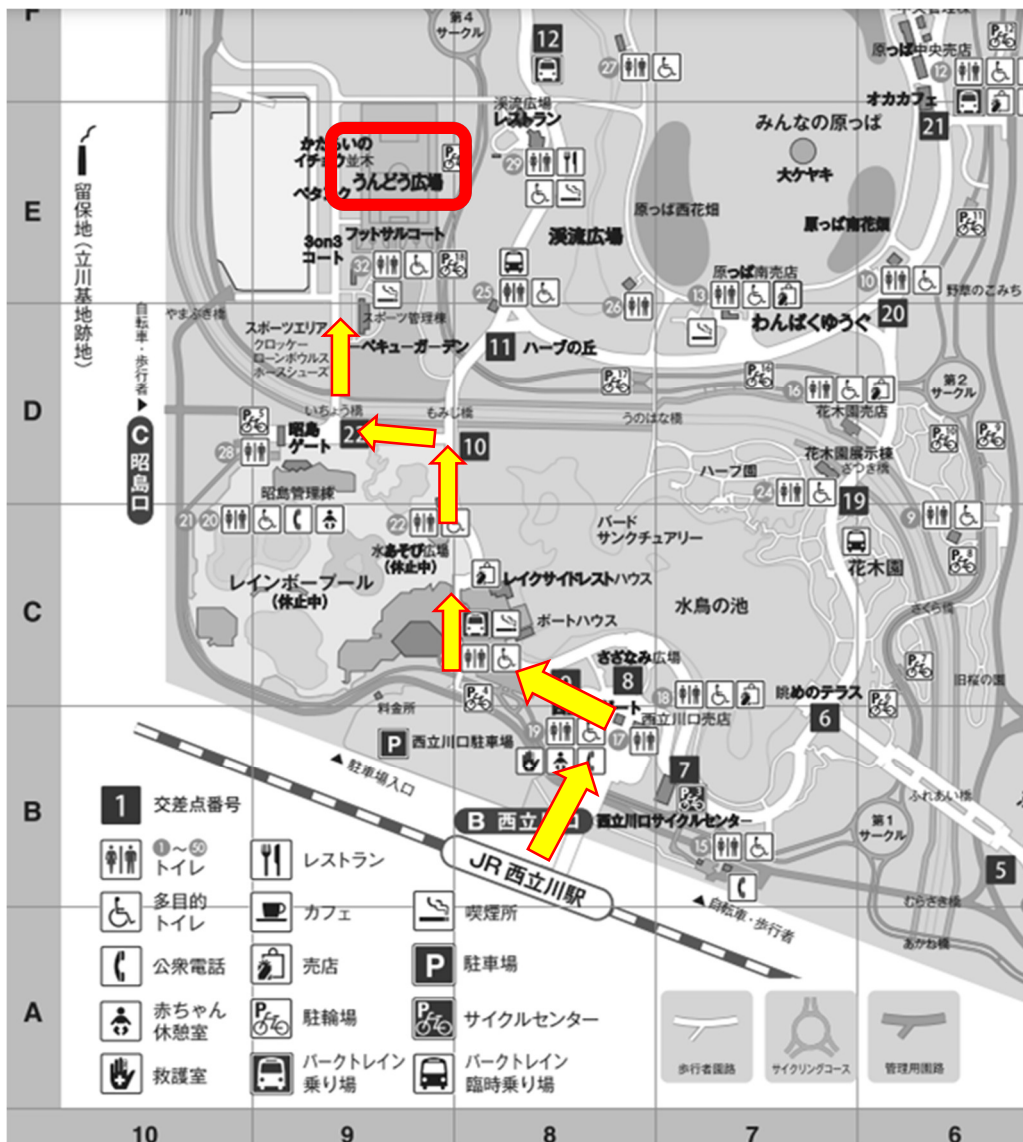 F
第4
サークル
12
27
中央管理棟
原っぱ中央売店
12
オカカフェ
21
渓流広場
レストラン
29
みんなの原っぱ
大ケヤキ
かたらいの
イチョウ並木
うんどう広場
ペタンク
E
原っぱ西花畑
原っぱ南花畑
11
3on3
コート
フットサルコート
渓流広場
32
18
25
26
原っぱ南売店
13
10
野草のこみち
20
留保地(立川基地跡地)
自転車・歩行者
やまぶき橋
スポーツエリア
クロッケー
ローンボウルス
ホースシューズ
スポーツ管理棟
ーベキューガーデン
11
ハーブの丘
わんぱくゆうぐ
17
16
16
第2
サークル
D
いちょう橋
もみじ橋
うのはな橋
花木園売店
C 昭島口
5
昭島
ゲート
22
10
28
10
9
花木園展示棟
さつき橋
ハーブ園
24
19
昭島管理棟
21
20
22
9
水あそび広場
(休止中)
バード
サンクチュアリー
花木園
8
レインボープール
(休止中)
レイクサイドレストハウス
C
水鳥の池
さくら橋
ボートハウス
さざなみ広場
8
9
18
眺めのテラス
7
旧桜の園
料金所
4
ート
西立川口売店
6
P
西立川口駐車場
19
17
駐車場入口
7
3
B
ふれあい橋
1
交差点番号
B 西立川口
西立川口サイクルセンター
第1
サークル
JR 西立川駅
15
5
1~50
トイレ
レストラン
自転車・歩行者
むらさき橋
多目的
トイレ
カフェ
喫煙所
あかね橋
公衆電話
売店
P
駐車場
A
赤ちゃん
休憩室
駐輪場
サイクルセンター
救護室
パークトレイン
乗り場
パークトレイン
臨時乗り場
歩行者園路
サイクリングコース
管理用園路
10
9
8
7
6